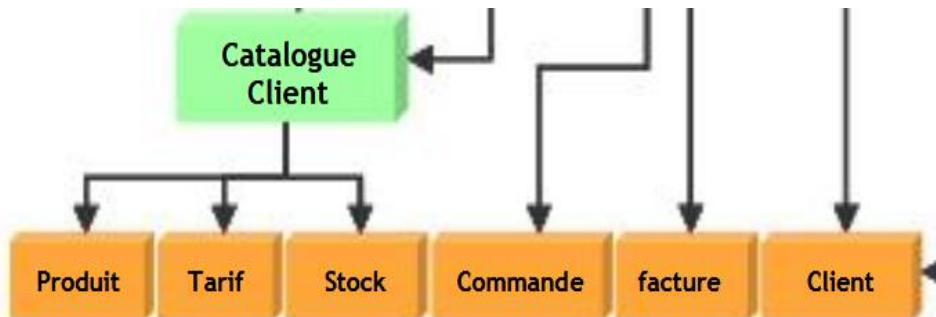 Catalogue
Client
Produit
Tarif
Stock
Commande
facture
Client